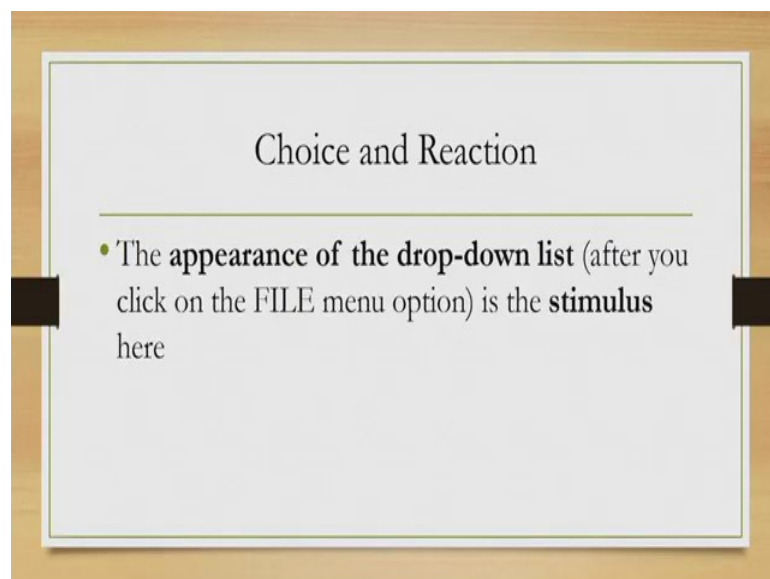 Choice and Reaction
• The appearance of the drop-down list (after you
click on the FILE menu option) is the stimulus
here